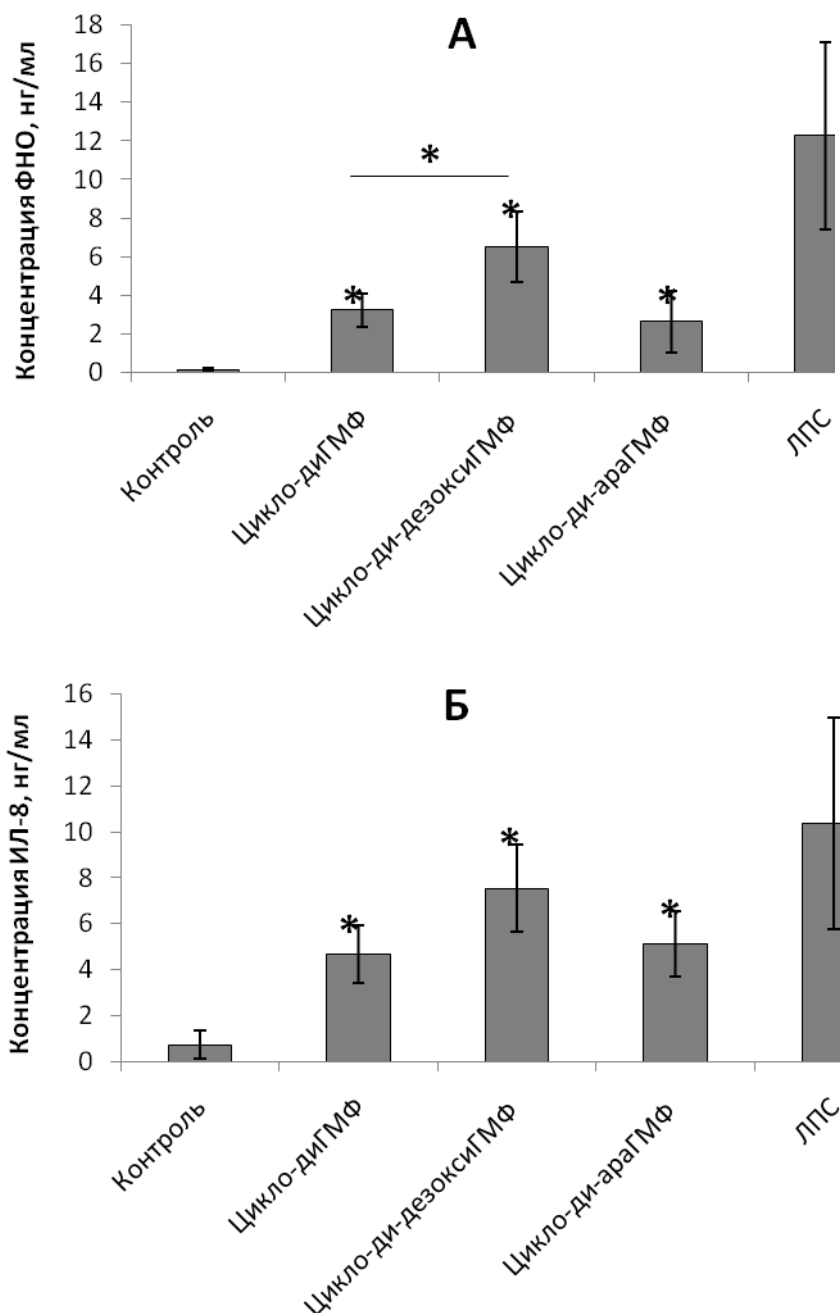 А
Концентрация ФНО, нг/мл
18
16
14
12
10
8
6
4
2
0
*
*
*
*
Контроль
Цикло-диГМФ
Цикло-ди-дезоксиГМФ
Цикло-ди-араГМФ
ЛПС
Б
Концентрация ИЛ-8, нг/мл
16
14
12
10
8
6
4
2
0
*
*
*
Контроль
Цикло-диГМФ
Цикло-ди-дезоксиГМФ
Цикло-ди-араГМФ
ЛПС